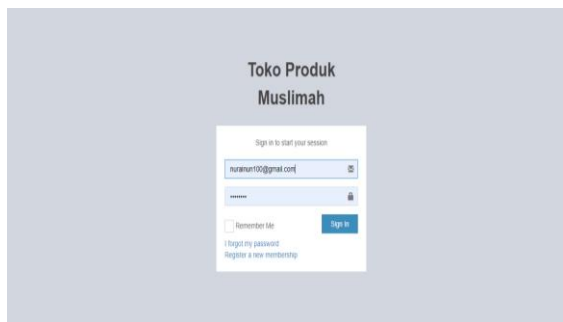 Toko Produk
Muslimah
Sign in to start your session
nurainun100@gmail.com
••••••••
Remember Me
Sign In
I forgot my password
Register a new membership